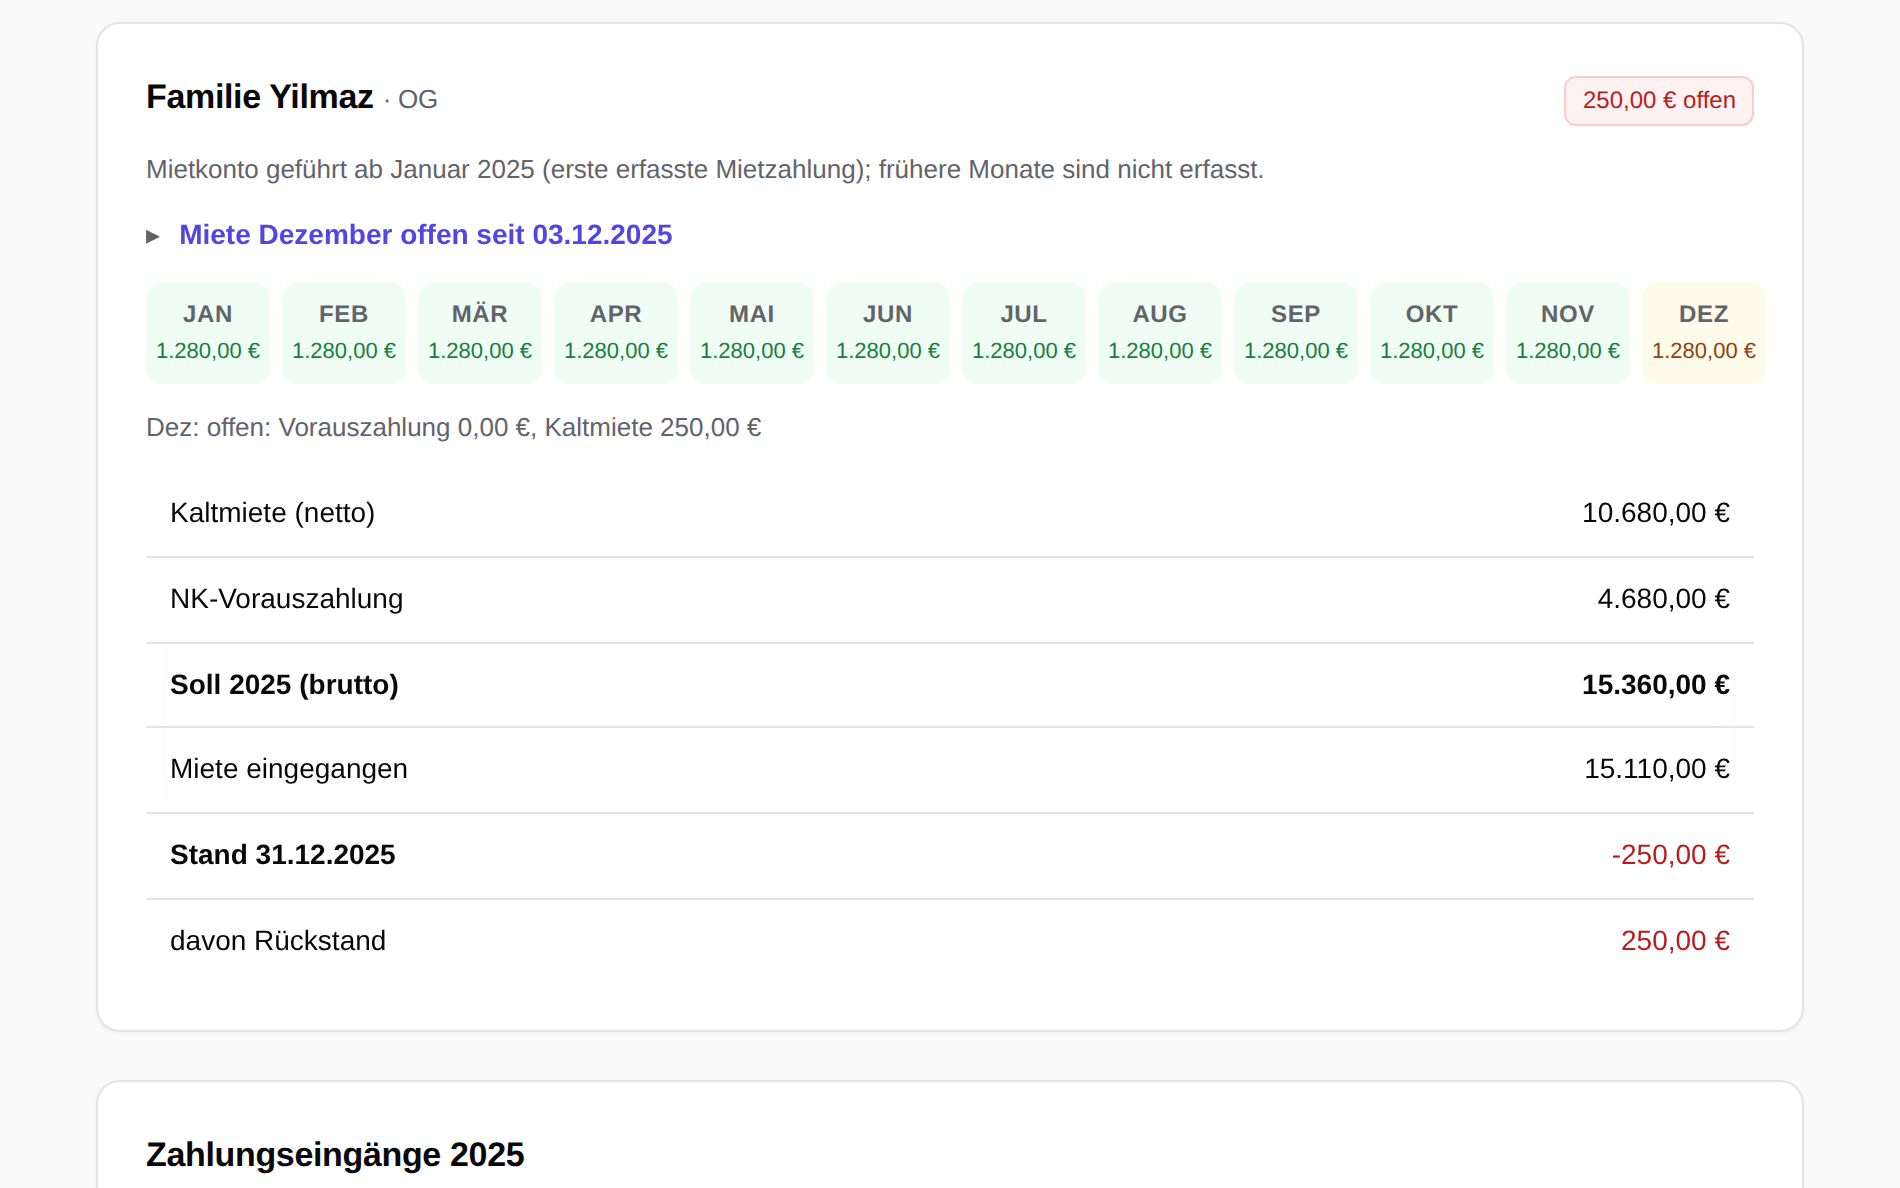 Familie Yilmaz · OG
250,00 € offen
Mietkonto geführt ab Januar 2025 (erste erfasste Mietzahlung); frühere Monate sind nicht erfasst.
▶ Miete Dezember offen seit 03.12.2025
JAN FEB MÄR APR MAI JUN JUL AUG SEP OKT NOV DEZ
1.280,00 € 1.280,00 € 1.280,00 € 1.280,00 € 1.280,00 € 1.280,00 € 1.280,00 € 1.280,00 € 1.280,00 € 1.280,00 € 1.280,00 € 1.280,00 €
Dez: offen: Vorauszahlung 0,00 €, Kaltmiete 250,00 €
Kaltmiete (netto) 10.680,00 €
NK-Vorauszahlung 4.680,00 €
Soll 2025 (brutto) 15.360,00 €
Miete eingegangen 15.110,00 €
Stand 31.12.2025 -250,00 €
davon Rückstand 250,00 €
Zahlungseingänge 2025